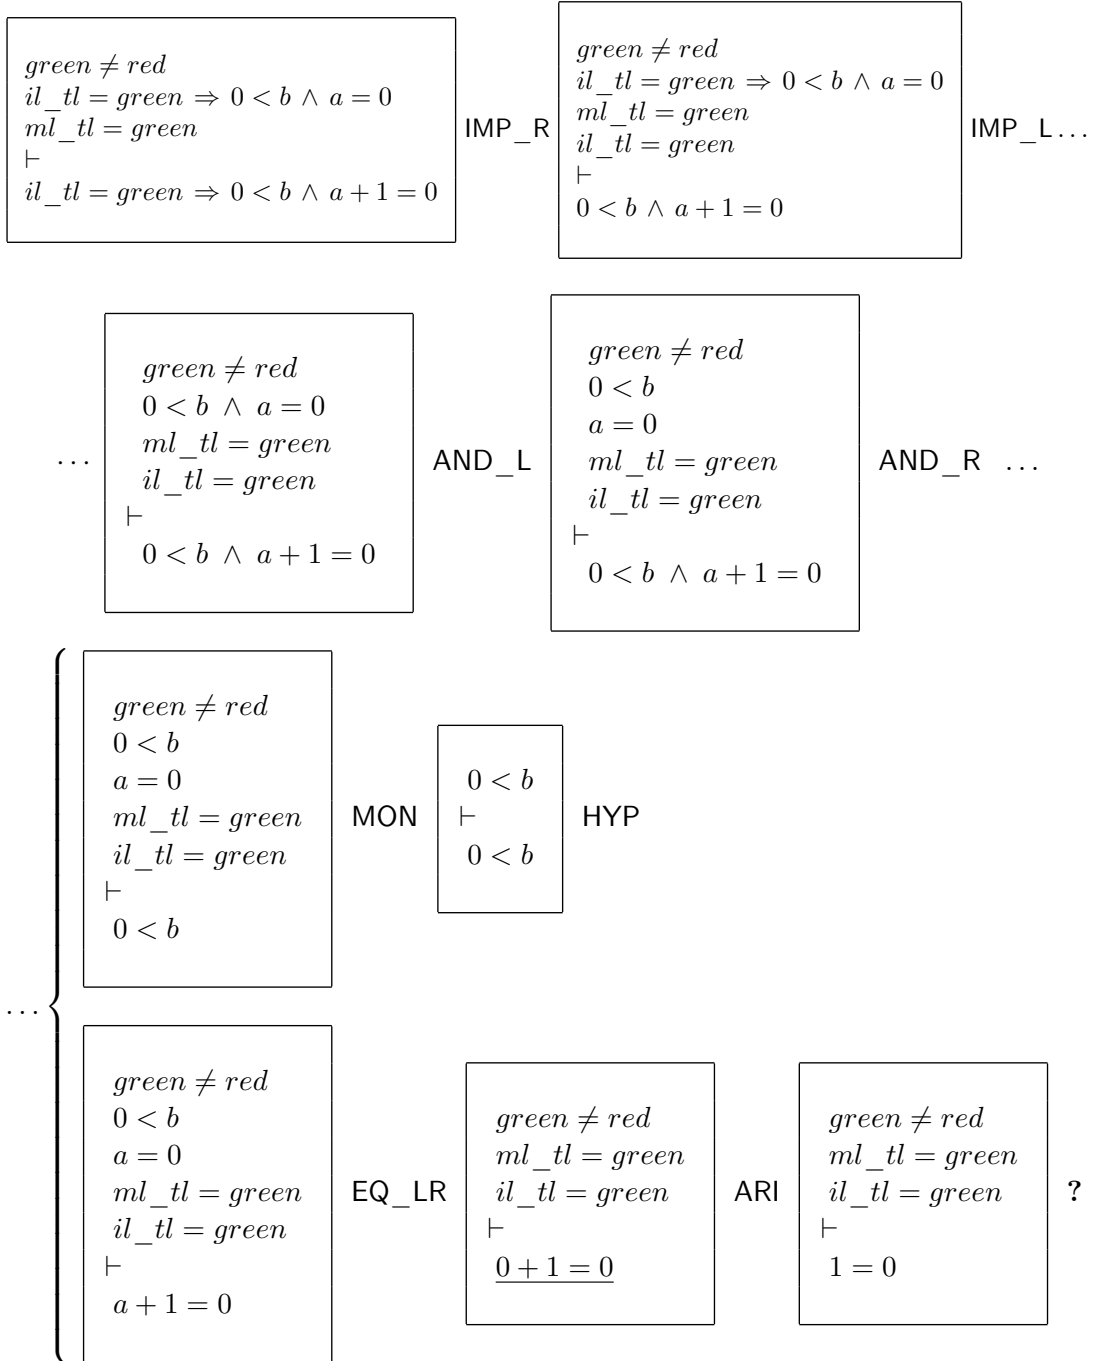 green ≠ red
il_tl = green ⇒ 0 < b ∧ a = 0
ml_tl = green
⊢
il_tl = green ⇒ 0 < b ∧ a + 1 = 0
IMP_R
green ≠ red
il_tl = green ⇒ 0 < b ∧ a = 0
ml_tl = green
il_tl = green
⊢
0 < b ∧ a + 1 = 0
IMP_L ...
...
green ≠ red
0 < b ∧ a = 0
ml_tl = green
il_tl = green
⊢
0 < b ∧ a + 1 = 0
AND_L
green ≠ red
0 < b
a = 0
ml_tl = green
il_tl = green
⊢
0 < b ∧ a + 1 = 0
AND_R ...
...
green ≠ red
0 < b
a = 0
ml_tl = green
il_tl = green
⊢
0 < b
MON
0 < b
⊢
0 < b
HYP
green ≠ red
0 < b
a = 0
ml_tl = green
il_tl = green
⊢
a + 1 = 0
EQ_LR
green ≠ red
ml_tl = green
il_tl = green
⊢
0 + 1 = 0
ARI
green ≠ red
ml_tl = green
il_tl = green
⊢
1 = 0
?